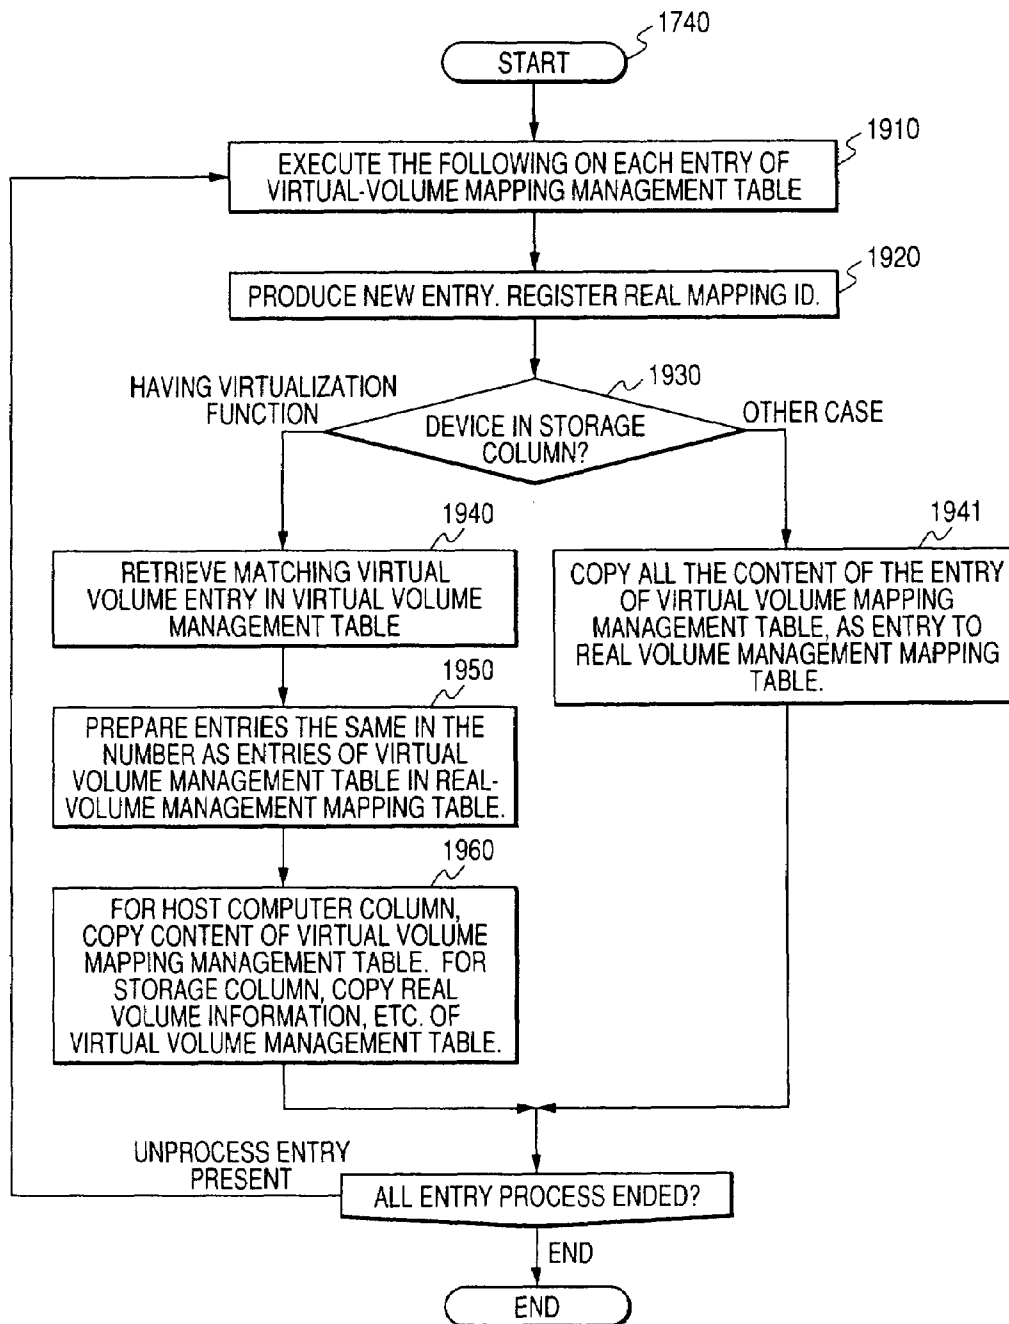 1740
START
1910
EXECUTE THE FOLLOWING ON EACH ENTRY OF
VIRTUAL-VOLUME MAPPING MANAGEMENT TABLE
1920
PRODUCE NEW ENTRY. REGISTER REAL MAPPING ID.
HAVING VIRTUALIZATION
FUNCTION
1930
DEVICE IN STORAGE
COLUMN?
OTHER CASE
1940
RETRIEVE MATCHING VIRTUAL
VOLUME ENTRY IN VIRTUAL VOLUME
MANAGEMENT TABLE
1941
COPY ALL THE CONTENT OF THE ENTRY
OF VIRTUAL VOLUME MAPPING
MANAGEMENT TABLE, AS ENTRY TO
REAL VOLUME MANAGEMENT MAPPING
TABLE.
1950
PREPARE ENTRIES THE SAME IN THE
NUMBER AS ENTRIES OF VIRTUAL
VOLUME MANAGEMENT TABLE IN REAL-
VOLUME MANAGEMENT MAPPING TABLE.
1960
FOR HOST COMPUTER COLUMN,
COPY CONTENT OF VIRTUAL VOLUME
MAPPING MANAGEMENT TABLE. FOR
STORAGE COLUMN, COPY REAL
VOLUME INFORMATION, ETC. OF
VIRTUAL VOLUME MANAGEMENT TABLE.
UNPROCESS ENTRY
PRESENT
ALL ENTRY PROCESS ENDED?
END
END